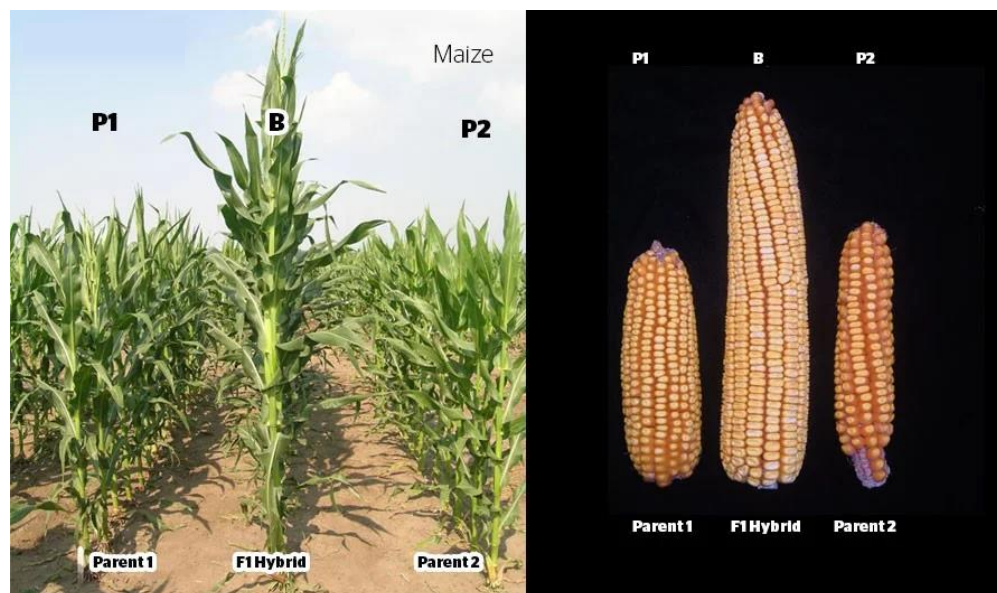 Maize
P1
B
P2
Parent 1
F1 Hybrid
Parent 2
P1
B
P2
Parent 1
F1 Hybrid
Parent 2